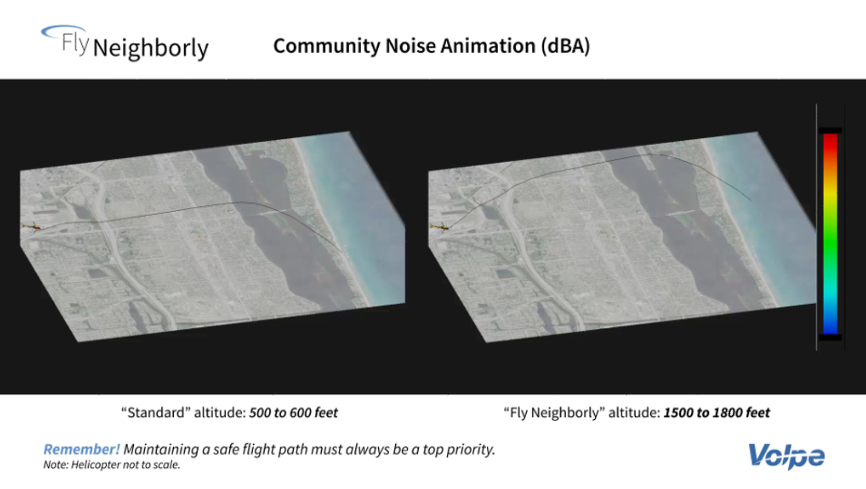 Fly Neighborly
Community Noise Animation (dBA)
“Standard” altitude: 500 to 600 feet
“Fly Neighborly” altitude: 1500 to 1800 feet
Remember! Maintaining a safe flight path must always be a top priority.
Note: Helicopter not to scale.
Volpe